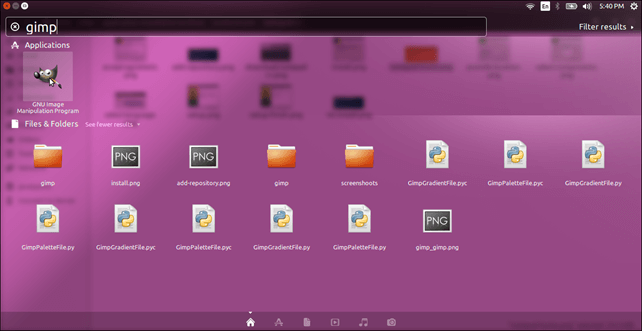 En
5:40 PM
gimp
Filter results
Applications
GNU Image
Manipulation Program
Files & Folders See fewer results
PNG PNG
gimp install.png add-repository.png gimp screenshoots GimpGradientFile.pyc GimpPaletteFile.pyc GimpGradientFile.py
PNG
GimpPaletteFile.py GimpGradientFile.pyc GimpPaletteFile.pyc GimpGradientFile.py GimpPaletteFile.py gimp_gimp.png